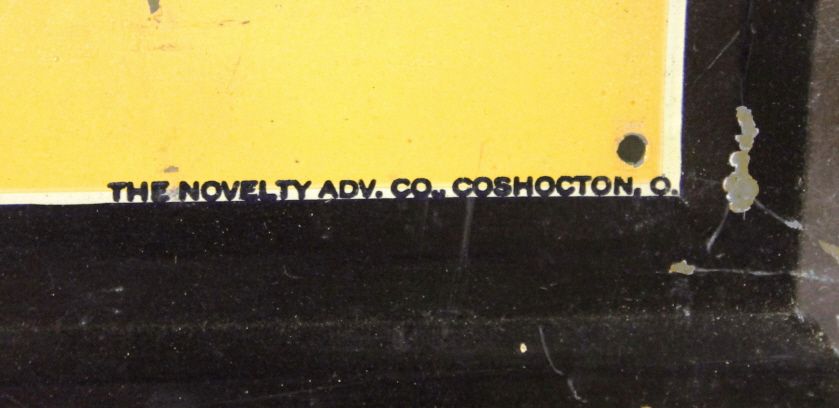 THE NOVELTY ADV. CO., COSHOCTON, O.